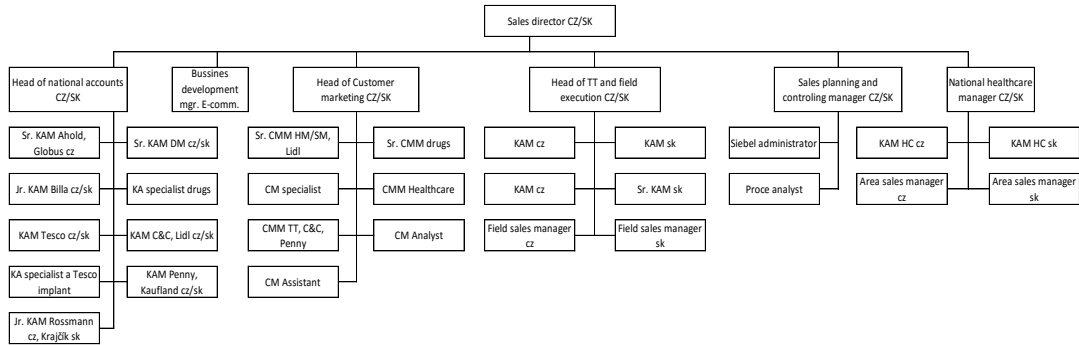 Sales director CZ/SK
Head of national accounts
CZ/SK
Bussines
development
mgr. E-comm.
Head of Customer
marketing CZ/SK
Head of TT and field
execution CZ/SK
Sales planning and
controling manager CZ/SK
National healthcare
manager CZ/SK
Sr. KAM Ahold,
Globus cz
Sr. KAM DM cz/sk
Jr. KAM Billa cz/sk
KA specialist drugs
KAM Tesco cz/sk
KAM C&C, Lidl cz/sk
KA specialist a Tesco
implant
KAM Penny,
Kaufland cz/sk
Jr. KAM Rossmann
cz, Krajčík sk
Sr. CMM HM/SM,
Lidl
Sr. CMM drugs
CM specialist
CMM Healthcare
CMM TT, C&C,
Penny
CM Analyst
CM Assistant
KAM cz
KAM sk
KAM cz
Sr. KAM sk
Field sales manager
cz
Field sales manager
sk
Siebel administrator
Proce analyst
KAM HC cz
KAM HC sk
Area sales manager
cz
Area sales manager
sk